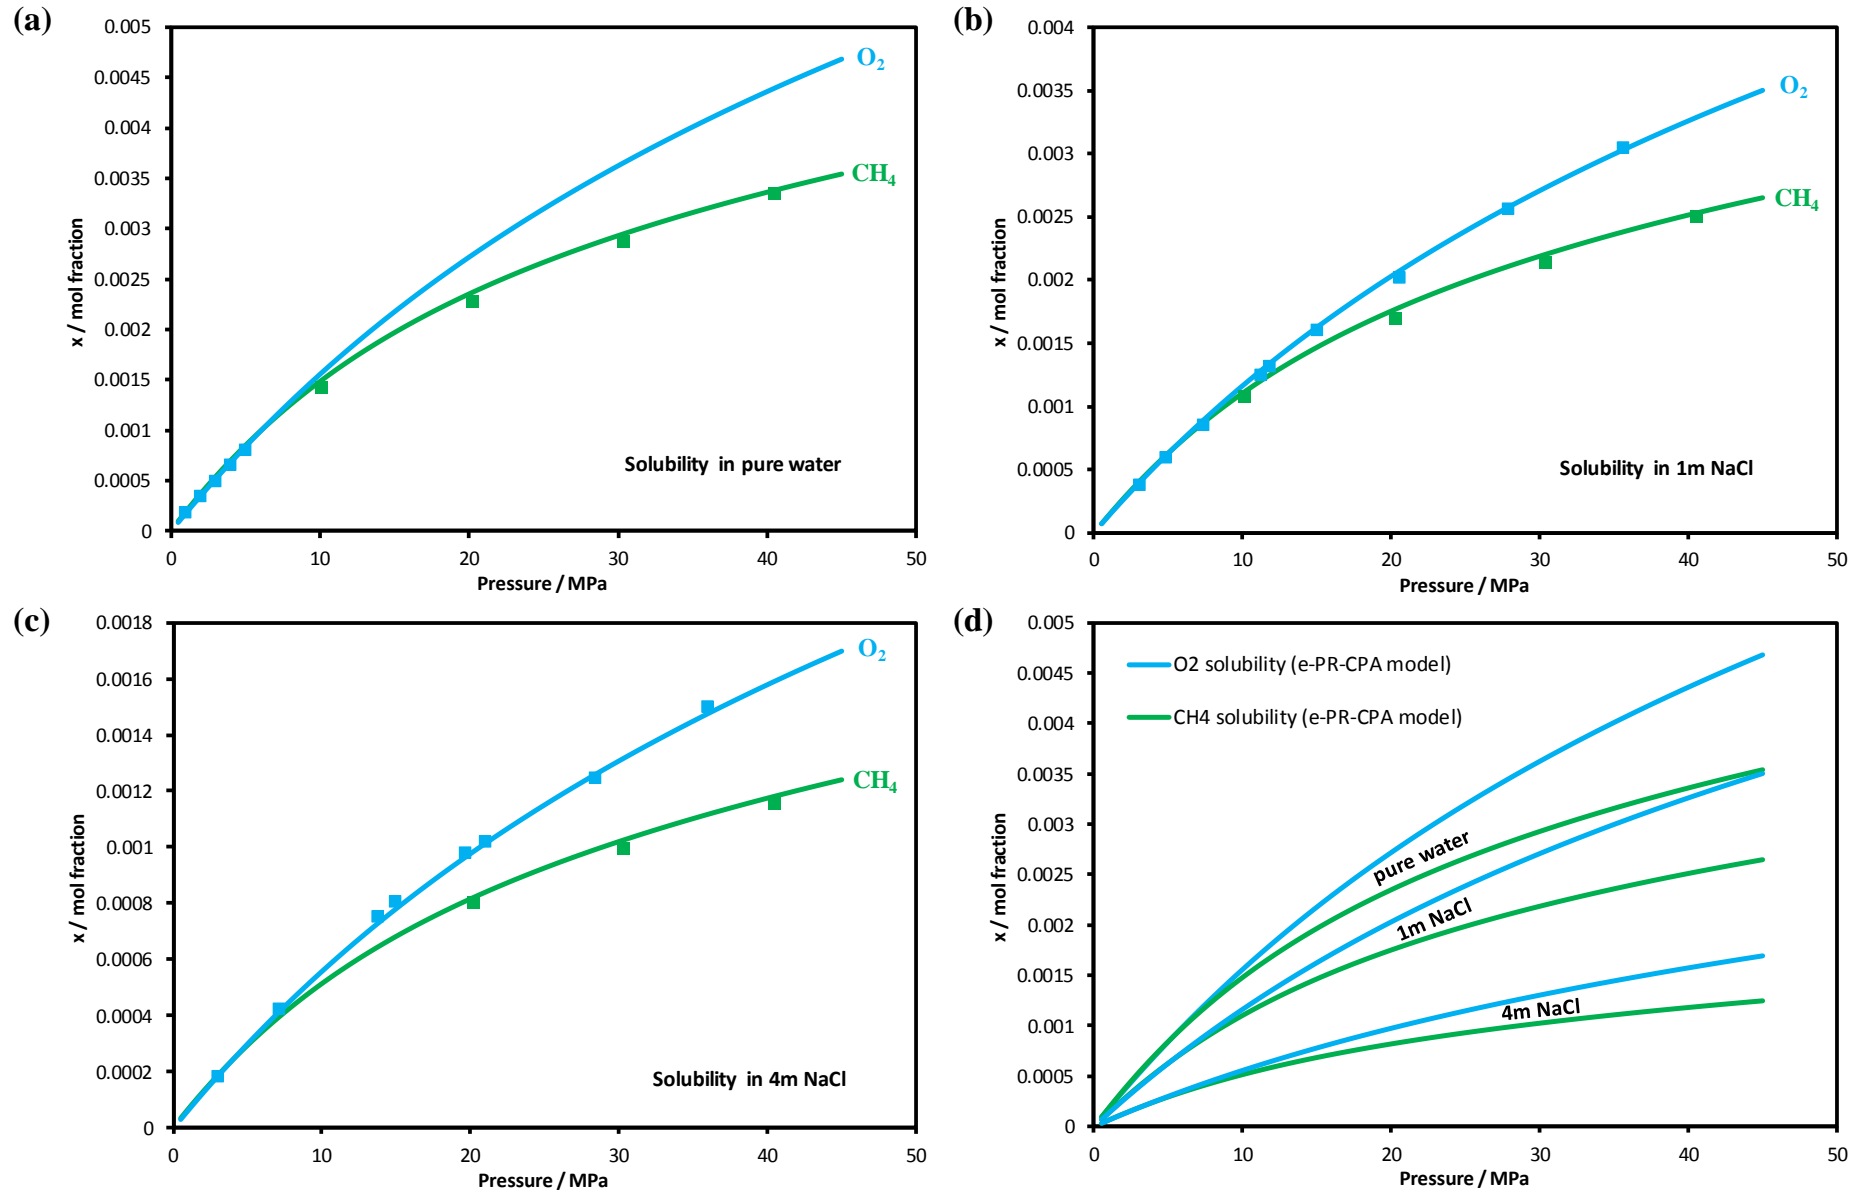 (a)
0.005
0.0045
0.004
0.0035
0.003
0.0025
0.002
0.0015
0.001
0.0005
0
x / mol fraction
O₂
CH₄
Solubility in pure water
0 10 20 30 40 50
Pressure / MPa
(b)
0.004
0.0035
0.003
0.0025
0.002
0.0015
0.001
0.0005
0
x / mol fraction
O₂
CH₄
Solubility in 1m NaCl
0 10 20 30 40 50
Pressure / MPa
(c)
0.0018
0.0016
0.0014
0.0012
0.001
0.0008
0.0006
0.0004
0.0002
0
x / mol fraction
O₂
CH₄
Solubility in 4m NaCl
0 10 20 30 40 50
Pressure / MPa
(d)
0.005
0.0045
0.004
0.0035
0.003
0.0025
0.002
0.0015
0.001
0.0005
0
x / mol fraction
O2 solubility (e-PR-CPA model)
CH4 solubility (e-PR-CPA model)
pure water
1m NaCl
4m NaCl
0 10 20 30 40 50
Pressure / MPa